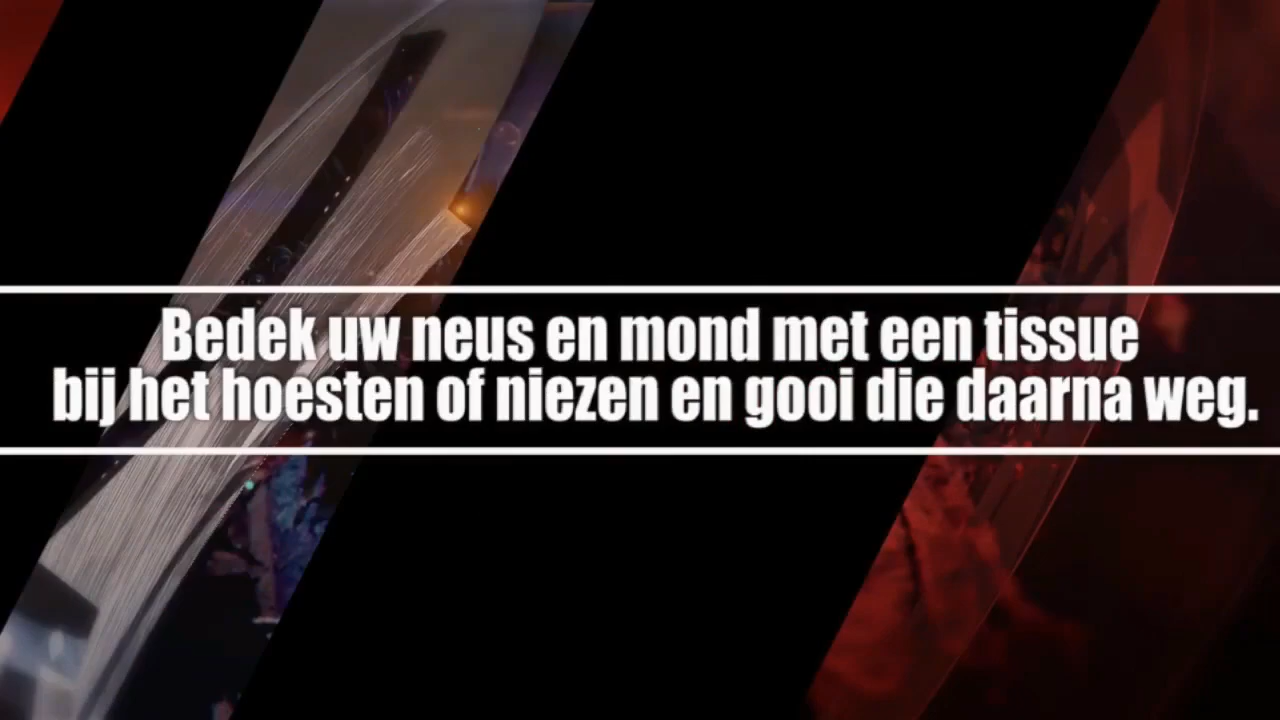 Bedek uw neus en mond met een tissue
bij het hoesten of niezen en gooi die daarna weg.